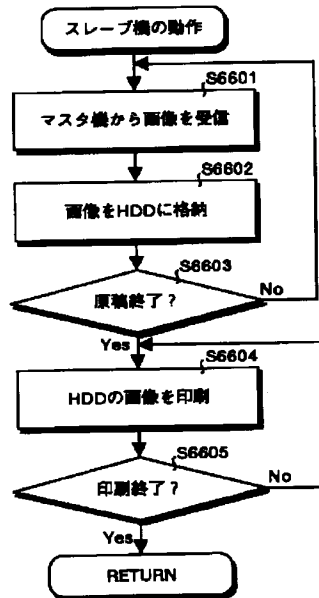 スレーブ機の動作
S6601
マスタ機から画像を受信
S6602
画像をHDDに格納
S6603
原稿終了？
No
Yes
S6604
HDDの画像を印刷
S6605
印刷終了？
No
Yes
RETURN